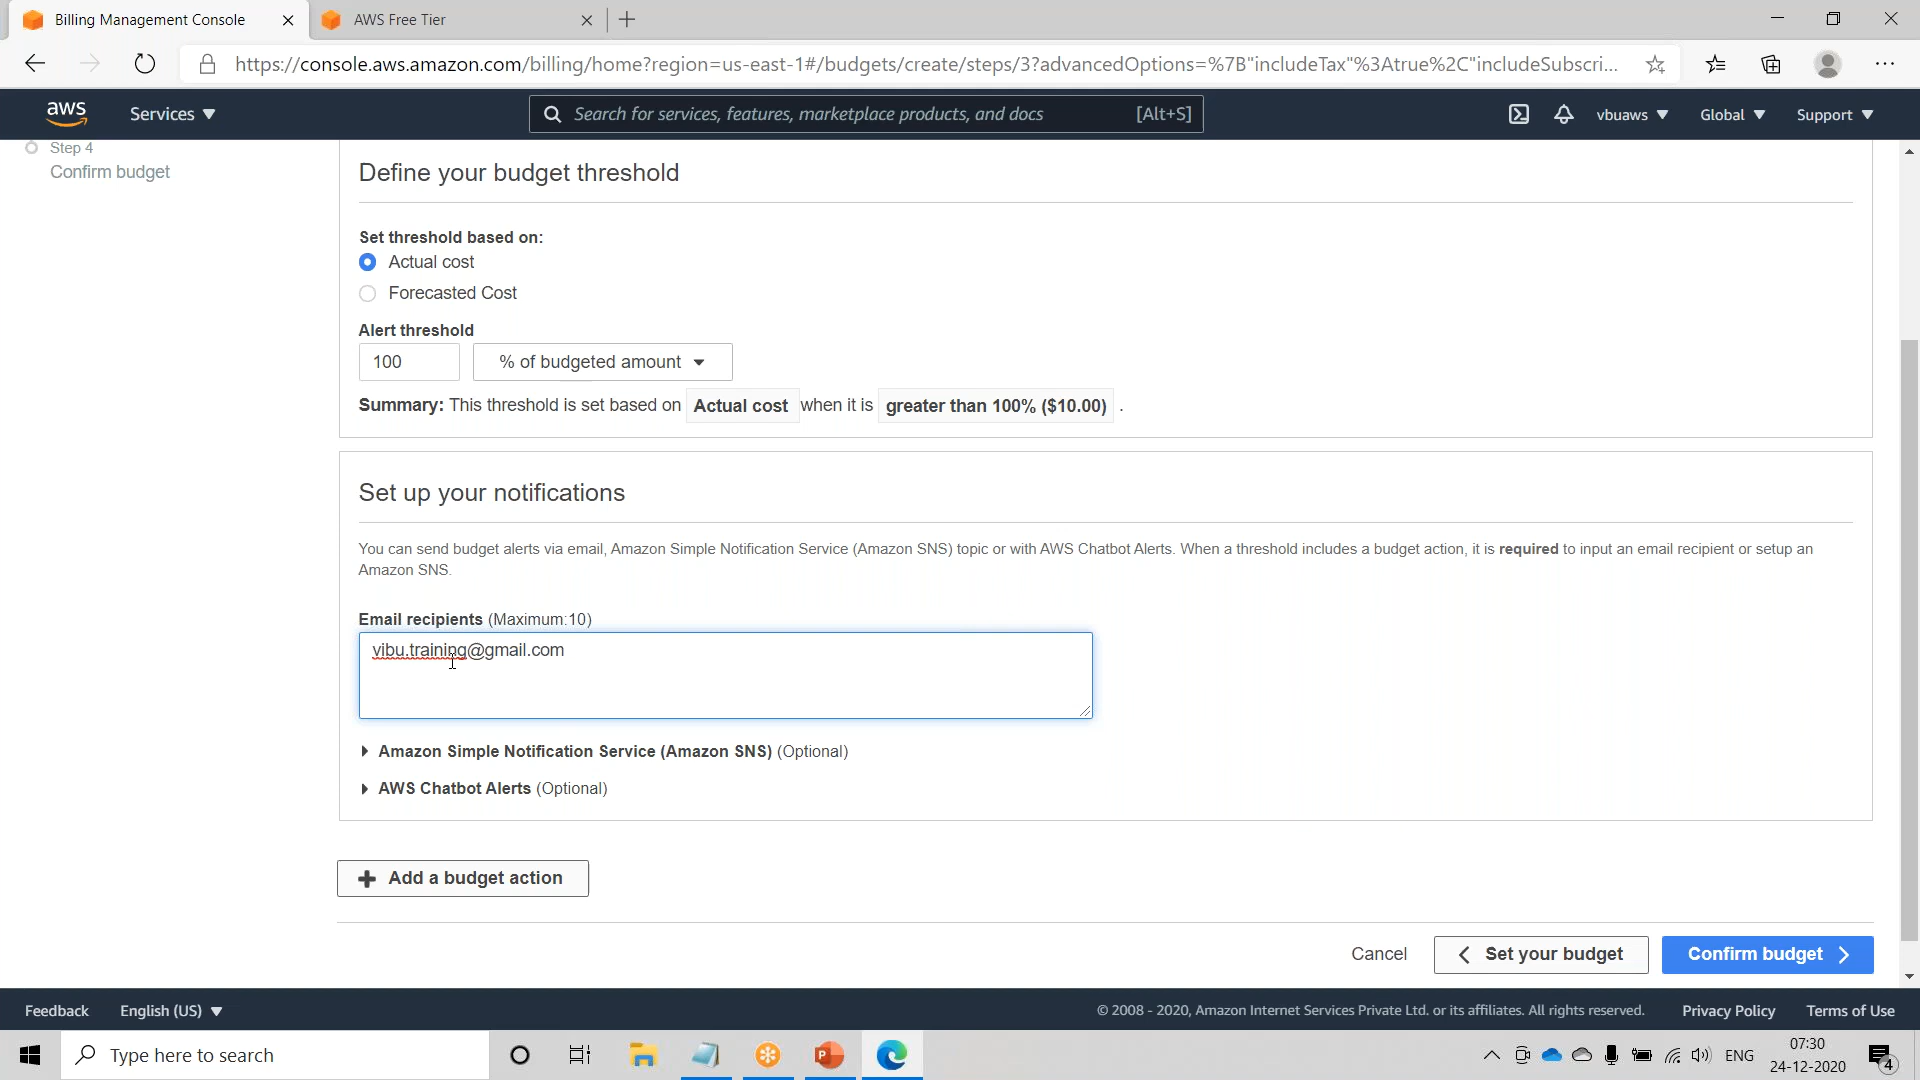 Billing Management Console
AWS Free Tier
https://console.aws.amazon.com/billing/home?region=us-east-1#/budgets/create/steps/3?advancedOptions=%7B"includeTax"%3Atrue%2C"includeSubscri...
aws
Services
Search for services, features, marketplace products, and docs
[Alt+S]
vbuaws
Global
Support
Step 4
Confirm budget
Define your budget threshold
Set threshold based on:
Actual cost
Forecasted Cost
Alert threshold
100
% of budgeted amount
Summary: This threshold is set based on Actual cost when it is greater than 100% ($10.00) .
Set up your notifications
You can send budget alerts via email, Amazon Simple Notification Service (Amazon SNS) topic or with AWS Chatbot Alerts. When a threshold includes a budget action, it is required to input an email recipient or setup an
Amazon SNS.
Email recipients (Maximum:10)
vibu.training@gmail.com
Amazon Simple Notification Service (Amazon SNS) (Optional)
AWS Chatbot Alerts (Optional)
Add a budget action
Cancel
Set your budget
Confirm budget
Feedback
English (US)
© 2008 - 2020, Amazon Internet Services Private Ltd. or its affiliates. All rights reserved.
Privacy Policy
Terms of Use
Type here to search
ENG
07:30
24-12-2020
4